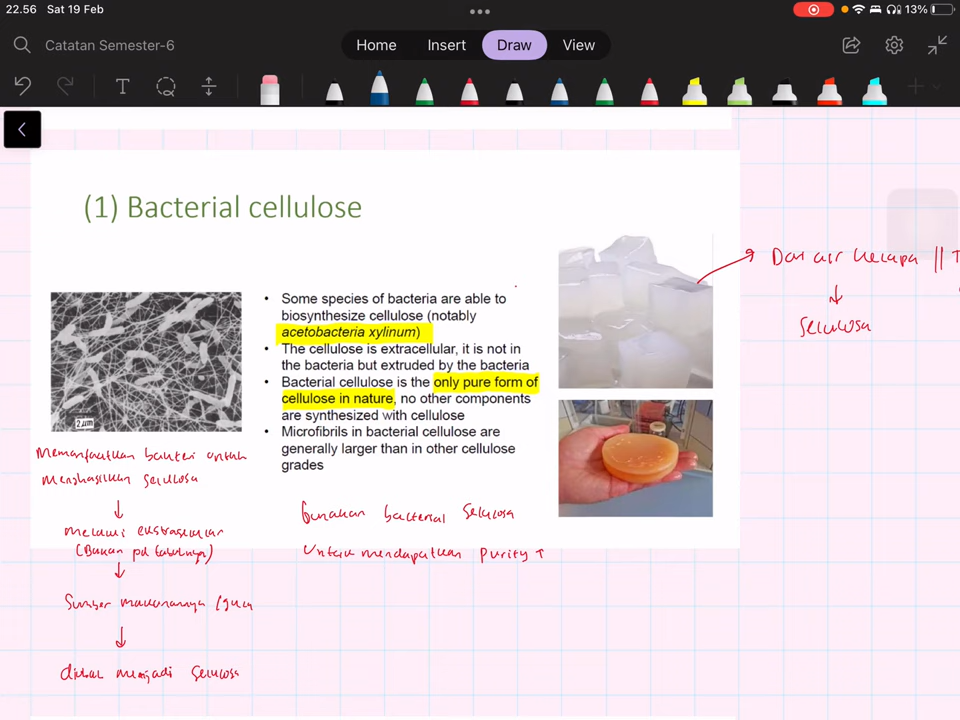 22.56 Sat 19 Feb
13%
Catatan Semester-6
Home Insert Draw View
(1) Bacterial cellulose
• Some species of bacteria are able to
biosynthesize cellulose (notably
acetobacteria xylinum)
• The cellulose is extracellular, it is not in
the bacteria but extruded by the bacteria
• Bacterial cellulose is the only pure form of
cellulose in nature, no other components
are synthesized with cellulose
• Microfibrils in bacterial cellulose are
generally larger than in other cellulose
grades
2µm
Memanfaatkan bakteri untuk
menghasilkan selulosa
↓
melalui ekstraselular
(Bukan pd tubuhnya)
↓
Sumber makanannya / gula
↓
diubah menjadi selulosa
Gunakan bacterial selulosa
Untuk mendapatkan purity ↑
Dari air kelapa ||
↓
Selulosa